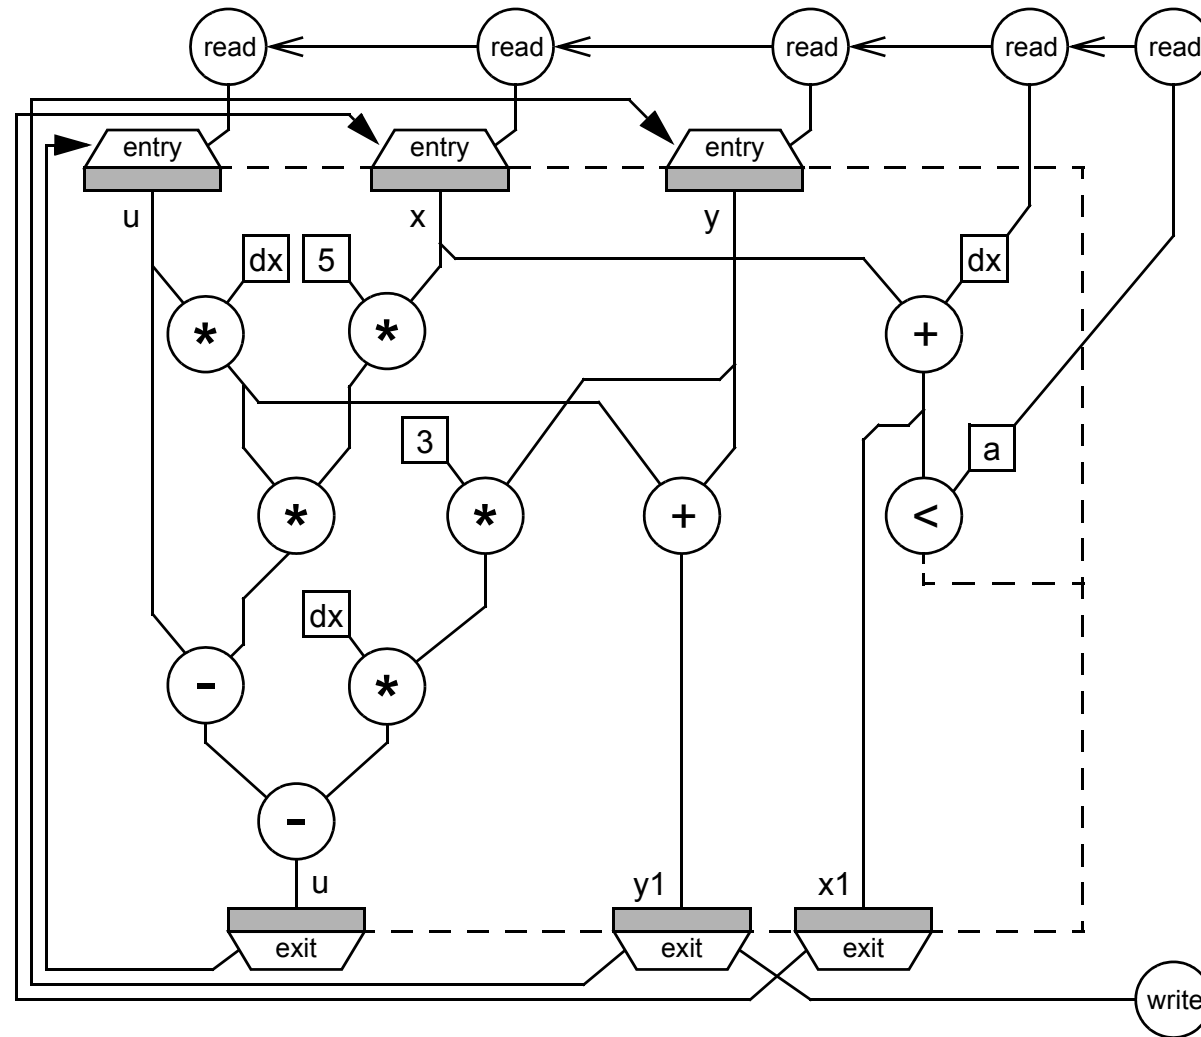 read read read read read
entry entry entry
u x y
dx 5 dx
* * +
3 a
* * + <
dx
- *
-
u y1 x1
exit exit exit
write